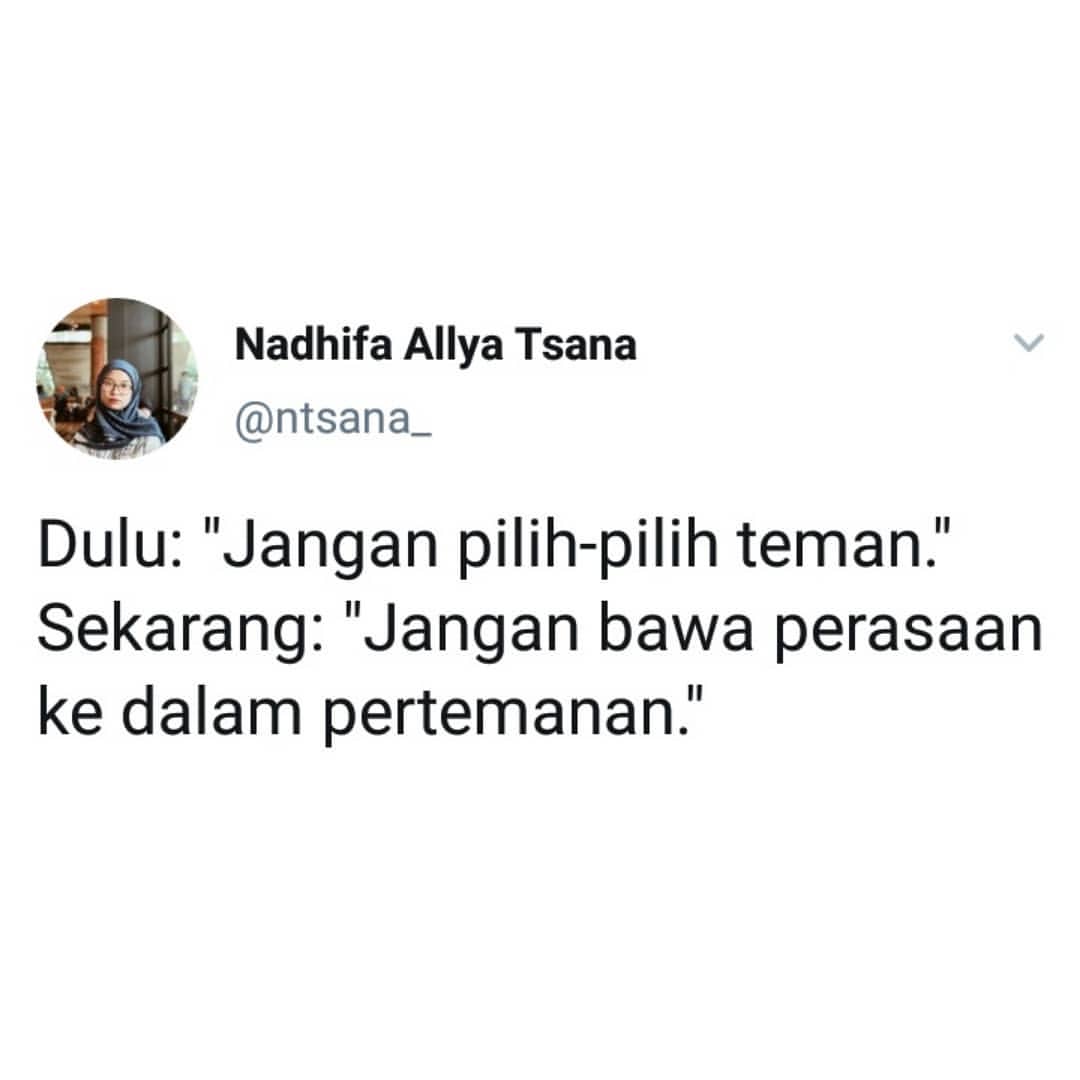 Nadhifa Allya Tsana
@ntsana_
Dulu: "Jangan pilih-pilih teman."
Sekarang: "Jangan bawa perasaan
ke dalam pertemanan."